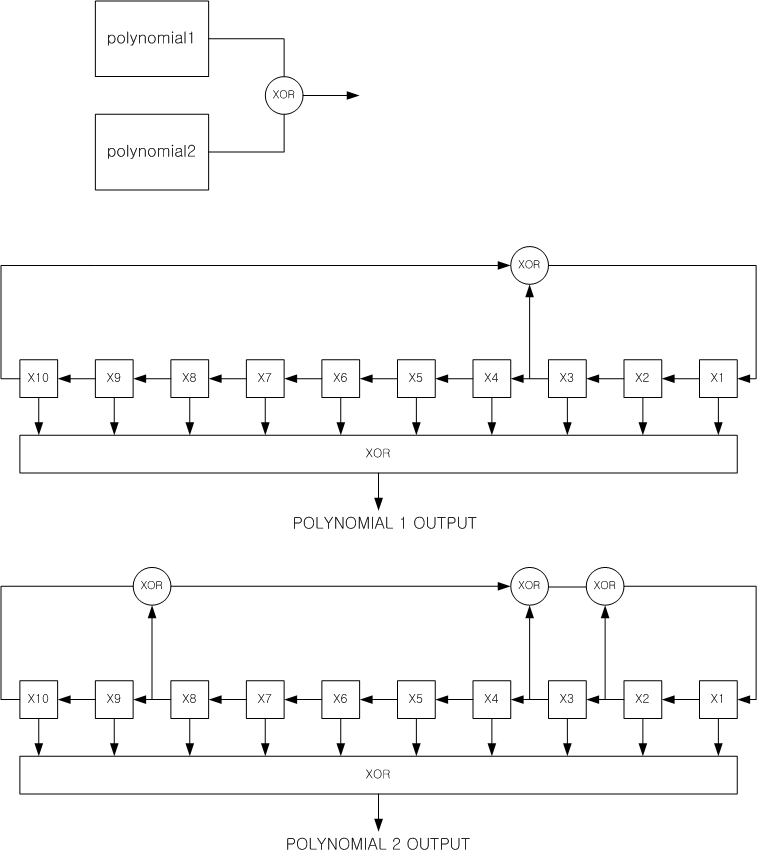 polynomial1
XOR
polynomial2
XOR
X10 X9 X8 X7 X6 X5 X4 X3 X2 X1
XOR
POLYNOMIAL 1 OUTPUT
XOR XOR XOR
X10 X9 X8 X7 X6 X5 X4 X3 X2 X1
XOR
POLYNOMIAL 2 OUTPUT